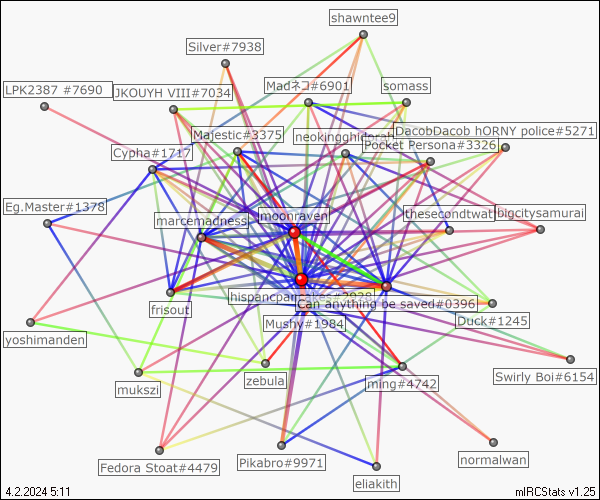 shawntee9
Silver#7938
LPK2387 #7690
JKOUYH VIII#7034
Madネコ#6901
somass
Majestic#3375
DacobDacob hORNY police#5271
Pocket Persona#3326
Cypha#1717
Eg.Master#1378
marcemadness
moonraven
thesecondtwat
bigcitysamurai
frisout
Can anything be saved#0396
Mushy#1984
Duck#1245
yoshimanden
mukszi
zebula
ming#4742
Swirly Boi#6154
Fedora Stoat#4479
Pikabro#9971
eliakith
normalwan
4.2.2024 5:11
mIRCStats v1.25